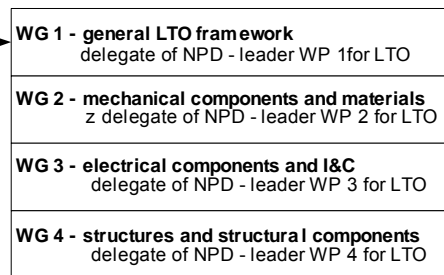 WG 1 - general LTO framework
delegate of NPD - leader WP 1for LTO
WG 2 - mechanical components and materials
z delegate of NPD - leader WP 2 for LTO
WG 3 - electrical components and I&C
delegate of NPD - leader WP 3 for LTO
WG 4 - structures and structural components
delegate of NPD - leader WP 4 for LTO